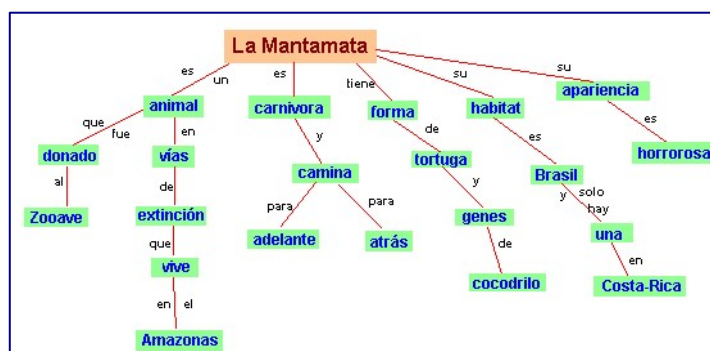 La Mantamata
es un
es
tiene
su
su
animal
carnivora
forma
habitat
apariencia
que fue
en
y
de
es
es
donado
vías
camina
tortuga
Brasil
horrorosa
al
de
para
para
y
y solo hay
Zooave
extinción
adelante
atrás
genes
una
que
de
en
vive
cocodrilo
Costa-Rica
en el
Amazonas